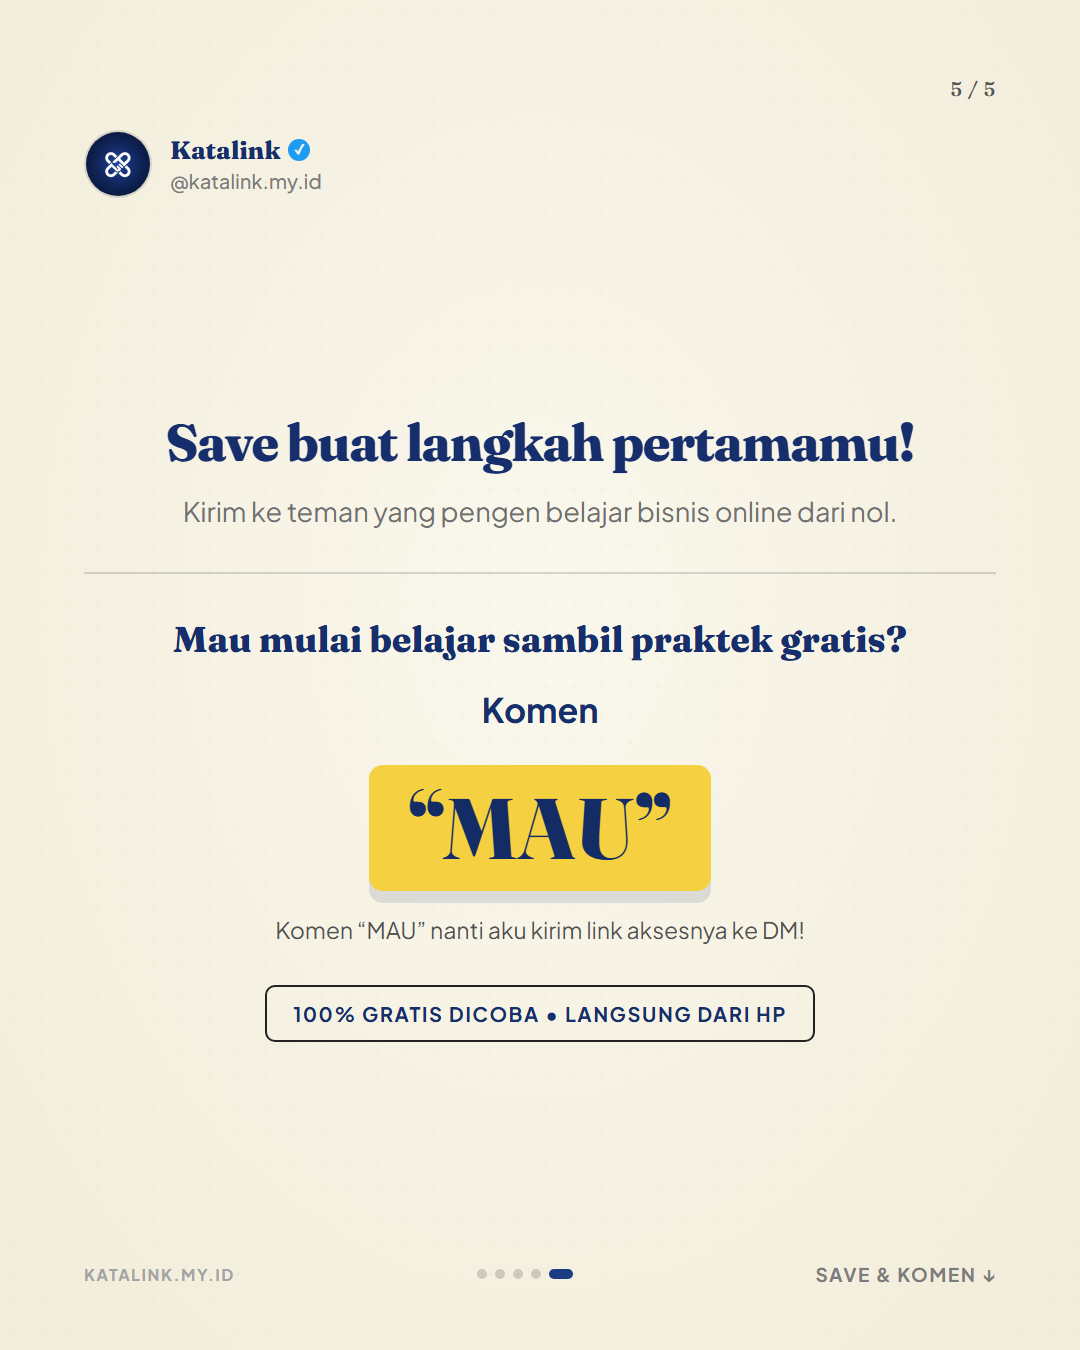 5 / 5
Katalink
@katalink.my.id
Save buat langkah pertamamu!
Kirim ke teman yang pengen belajar bisnis online dari nol.
Mau mulai belajar sambil praktek gratis?
Komen
“MAU”
Komen “MAU” nanti aku kirim link aksesnya ke DM!
100% GRATIS DICOBA • LANGSUNG DARI HP
KATALINK.MY.ID
SAVE & KOMEN ↓